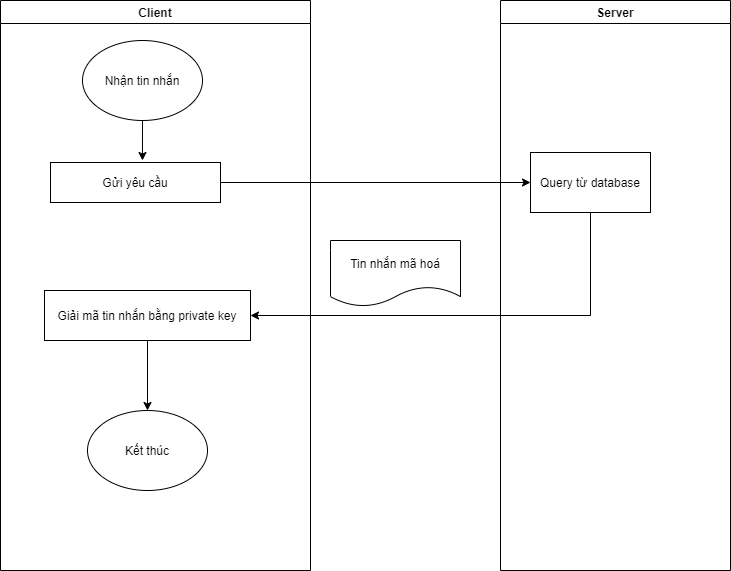 Client
Server
Nhận tin nhắn
Gửi yêu cầu
Query từ database
Tin nhắn mã hoá
Giải mã tin nhắn bằng private key
Kết thúc